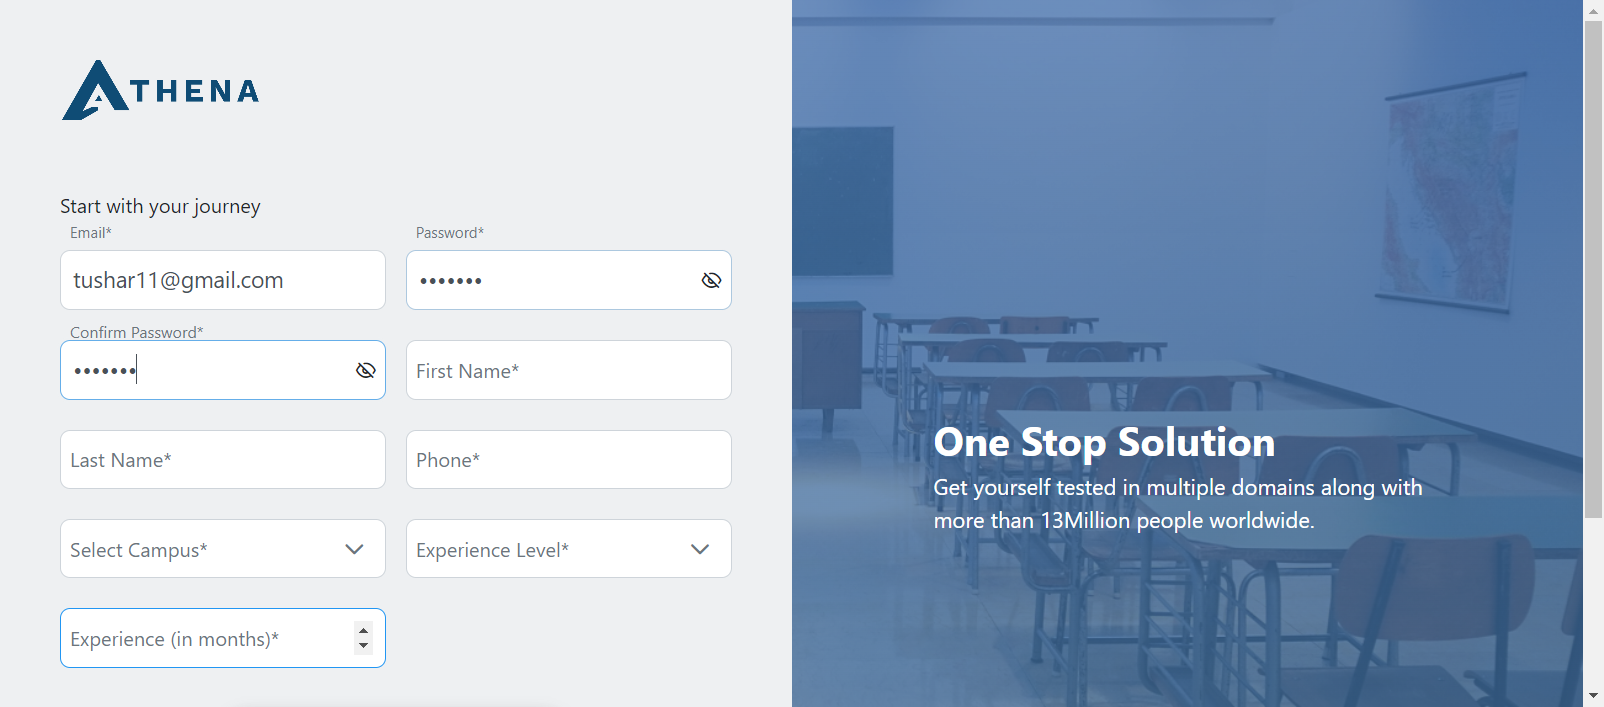 ATHENA
Start with your journey
Email*
Password*
tushar11@gmail.com
•••••••
Confirm Password*
•••••••
First Name*
Last Name*
Phone*
Select Campus*
Experience Level*
Experience (in months)*
One Stop Solution
Get yourself tested in multiple domains along with
more than 13Million people worldwide.